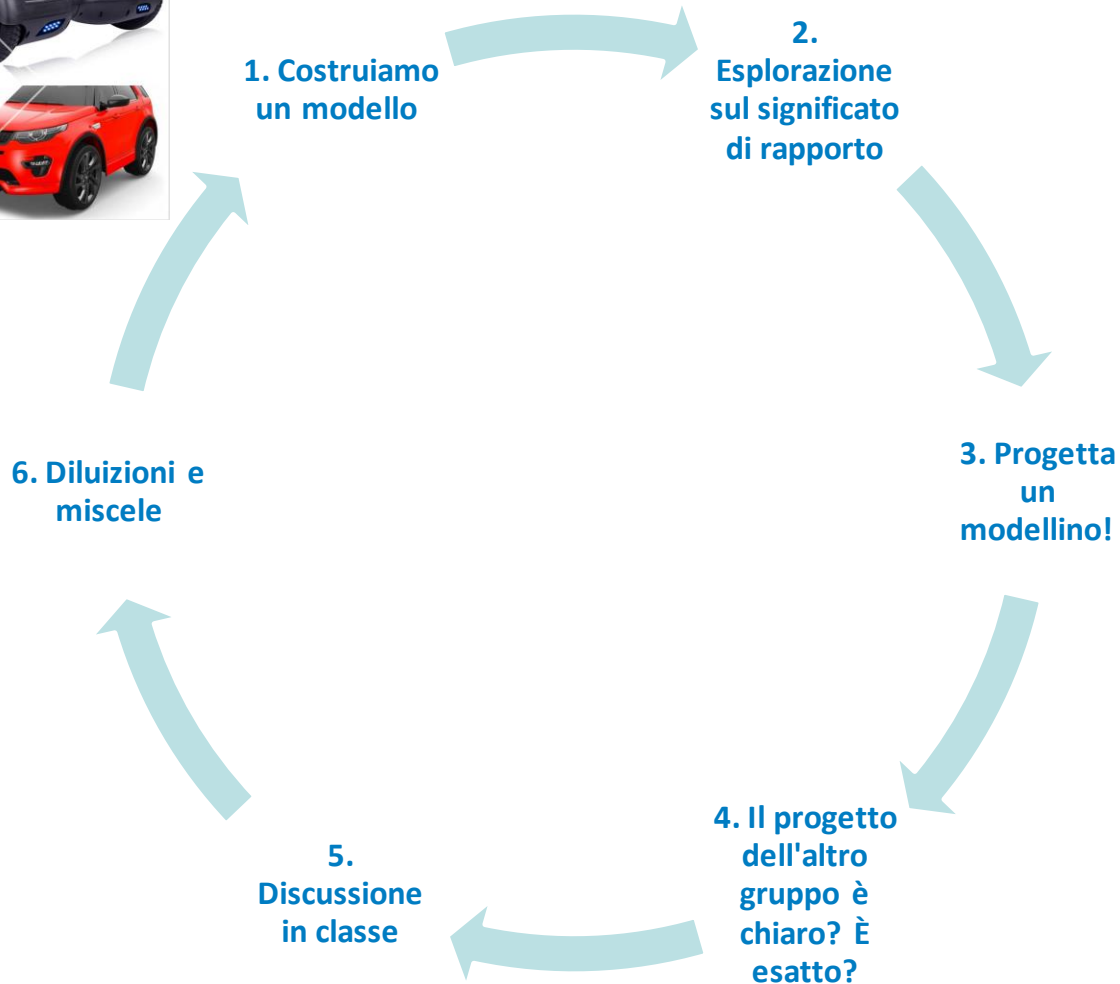 1. Costruiamo
un modello
2.
Esplorazione
sul significato
di rapporto
3. Progetta
un
modellino!
4. Il progetto
dell'altro
gruppo è
chiaro? È
esatto?
5.
Discussione
in classe
6. Diluizioni e
miscele